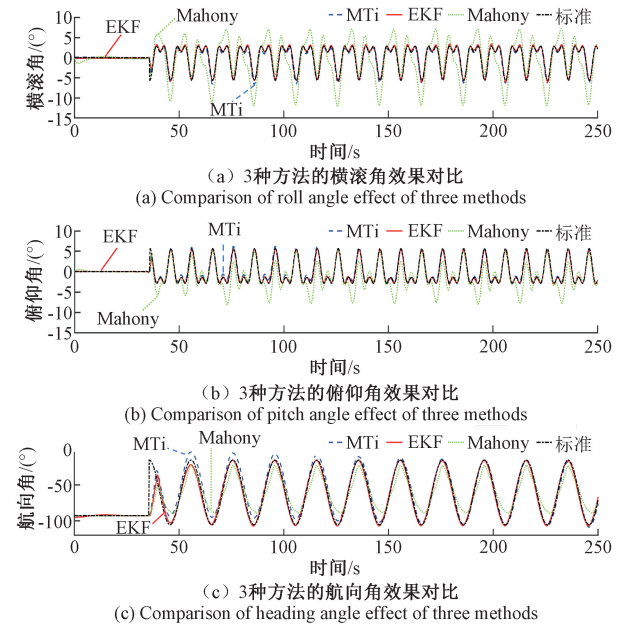 MTi EKF Mahony 标准
EKF
Mahony
MTi
横滚角/(°)
10
5
0
-5
-10
-15
0 50 100 150 200 250
时间/s
（a）3种方法的横滚角效果对比
(a) Comparison of roll angle effect of three methods
MTi EKF Mahony 标准
EKF
MTi
Mahony
俯仰角/(°)
10
5
0
-5
-10
-15
0 50 100 150 200 250
时间/s
（b）3种方法的俯仰角效果对比
(b) Comparison of pitch angle effect of three methods
MTi EKF Mahony 标准
MTi
Mahony
EKF
航向角/(°)
0
-50
-100
0 50 100 150 200 250
时间/s
（c）3种方法的航向角效果对比
(c) Comparison of heading angle effect of three methods